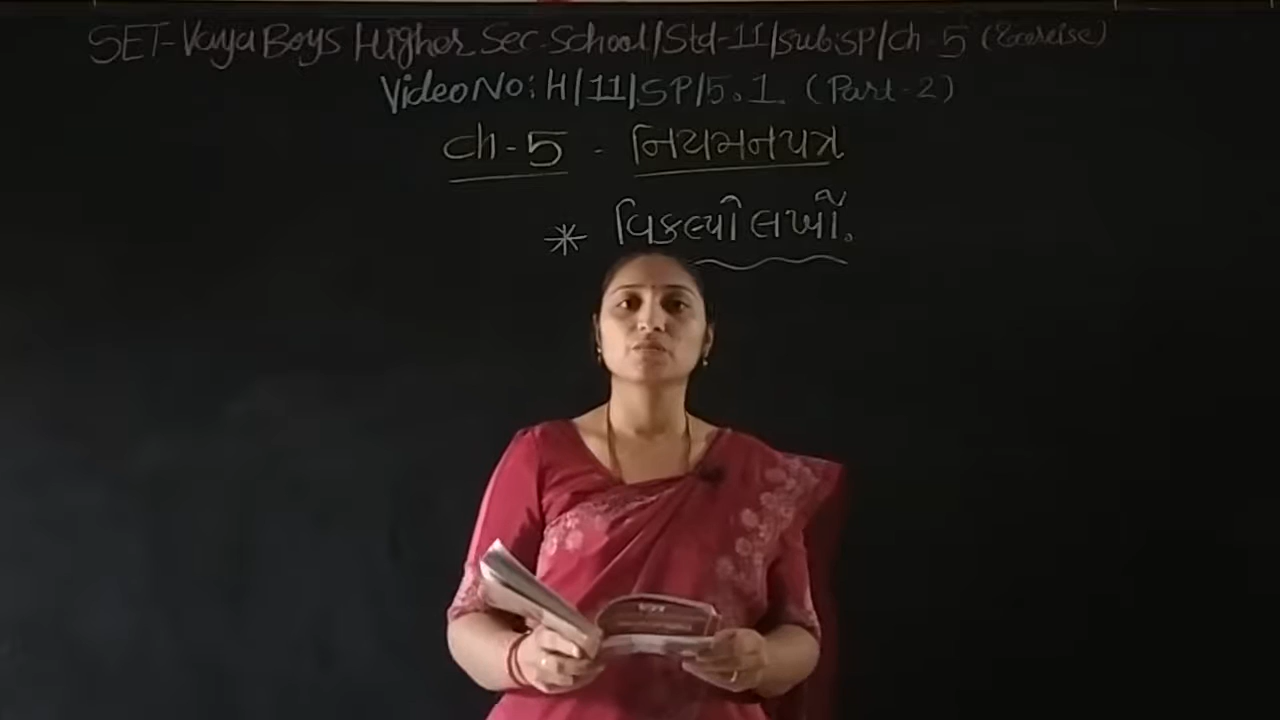 SET-Vaya Boys Higher Sec. School/Std-11/Sub:SP/Ch-5 (Exercise)
Video No: H/11/SP/5.1. (Part-2)
Ch-5 - નિયમનપત્ર
* વિકલ્પો લખો.